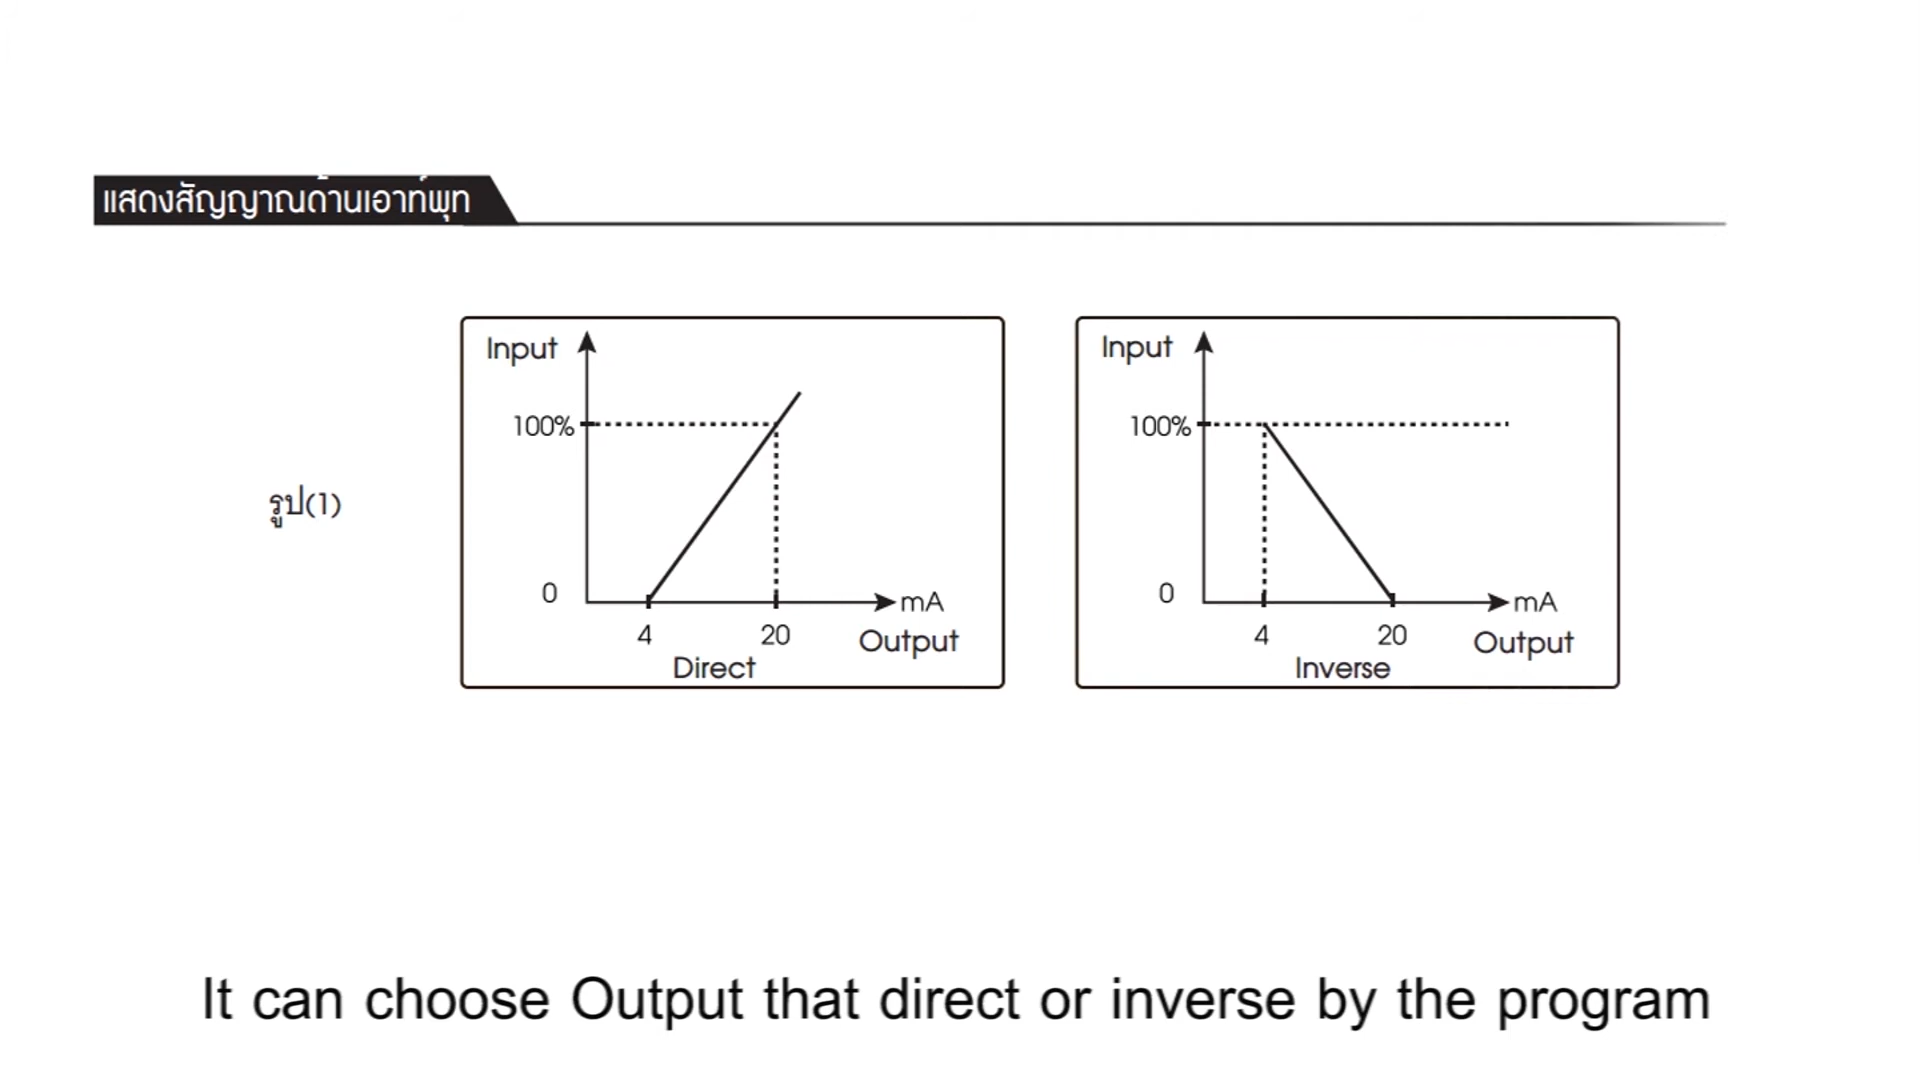 แสดงสัญญาณด้านเอาท์พุท
รูป(1)
Input
100%
0
4
20
mA
Output
Direct
Input
100%
0
4
20
mA
Output
Inverse
It can choose Output that direct or inverse by the program